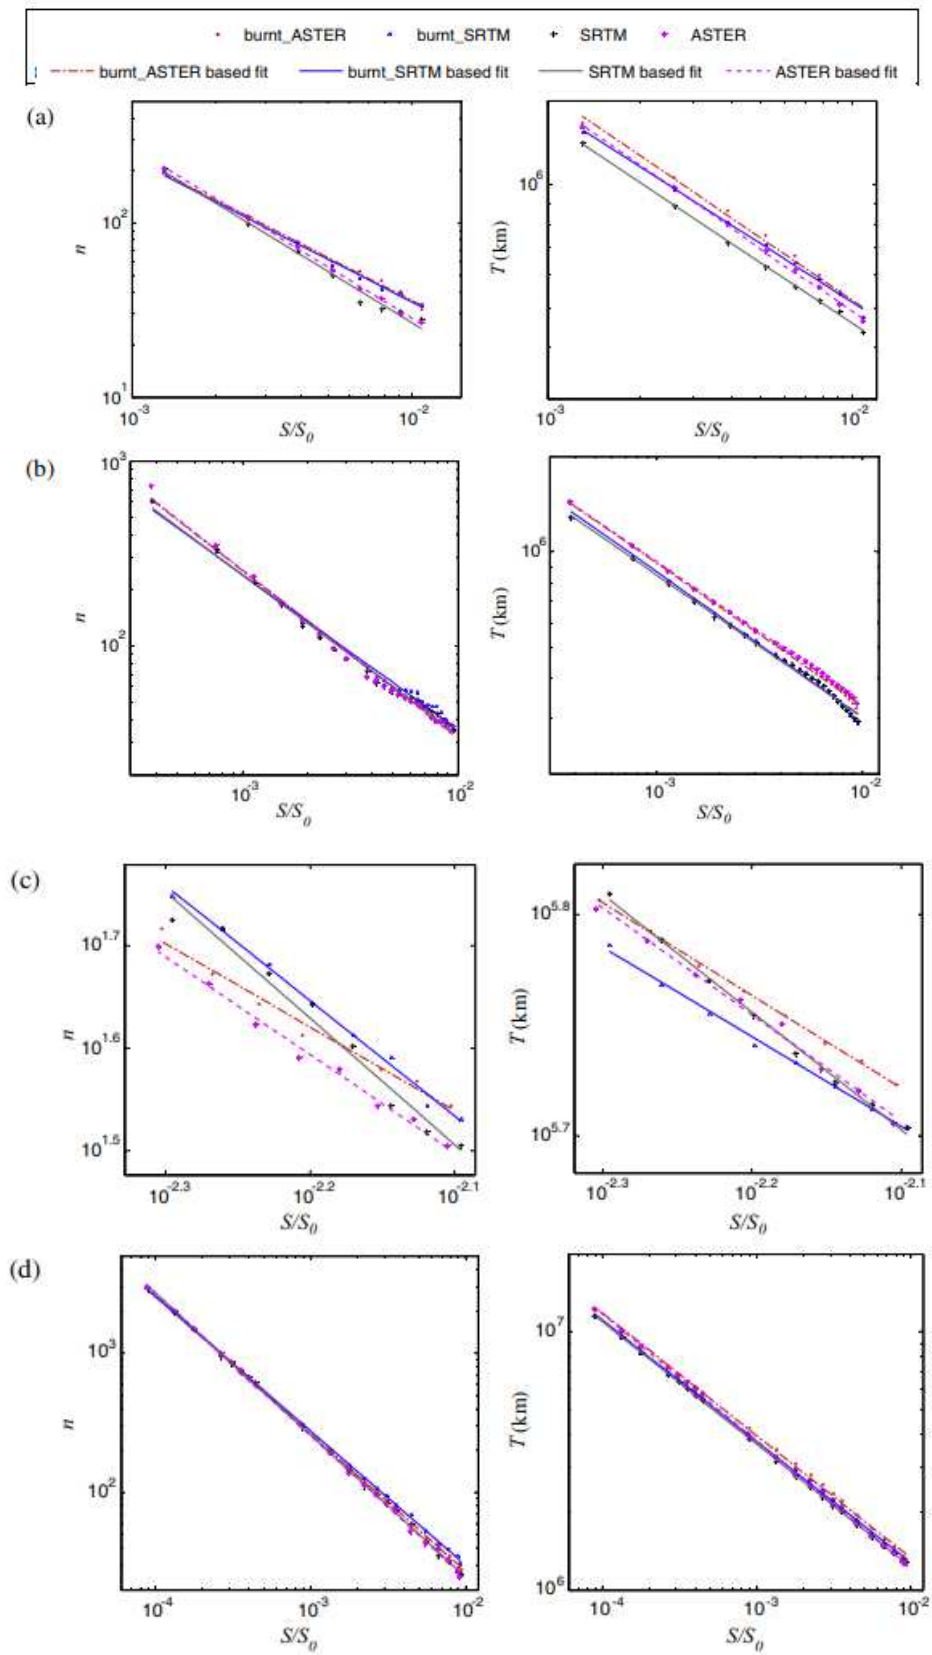 burnt_ASTER burnt_SRTM SRTM ASTER
burnt_ASTER based fit burnt_SRTM based fit SRTM based fit ASTER based fit
(a)
n
10^2
10^1
10^-3 10^-2
S/S_0
T (km)
10^6
10^-3 10^-2
S/S_0
(b)
n
10^3
10^2
10^-3 10^-2
S/S_0
T (km)
10^6
10^-3 10^-2
S/S_0
(c)
n
10^1.7
10^1.6
10^1.5
10^-2.3 10^-2.2 10^-2.1
S/S_0
T (km)
10^5.8
10^5.7
10^-2.3 10^-2.2 10^-2.1
S/S_0
(d)
n
10^3
10^2
10^-4 10^-3 10^-2
S/S_0
T (km)
10^7
10^6
10^-4 10^-3 10^-2
S/S_0